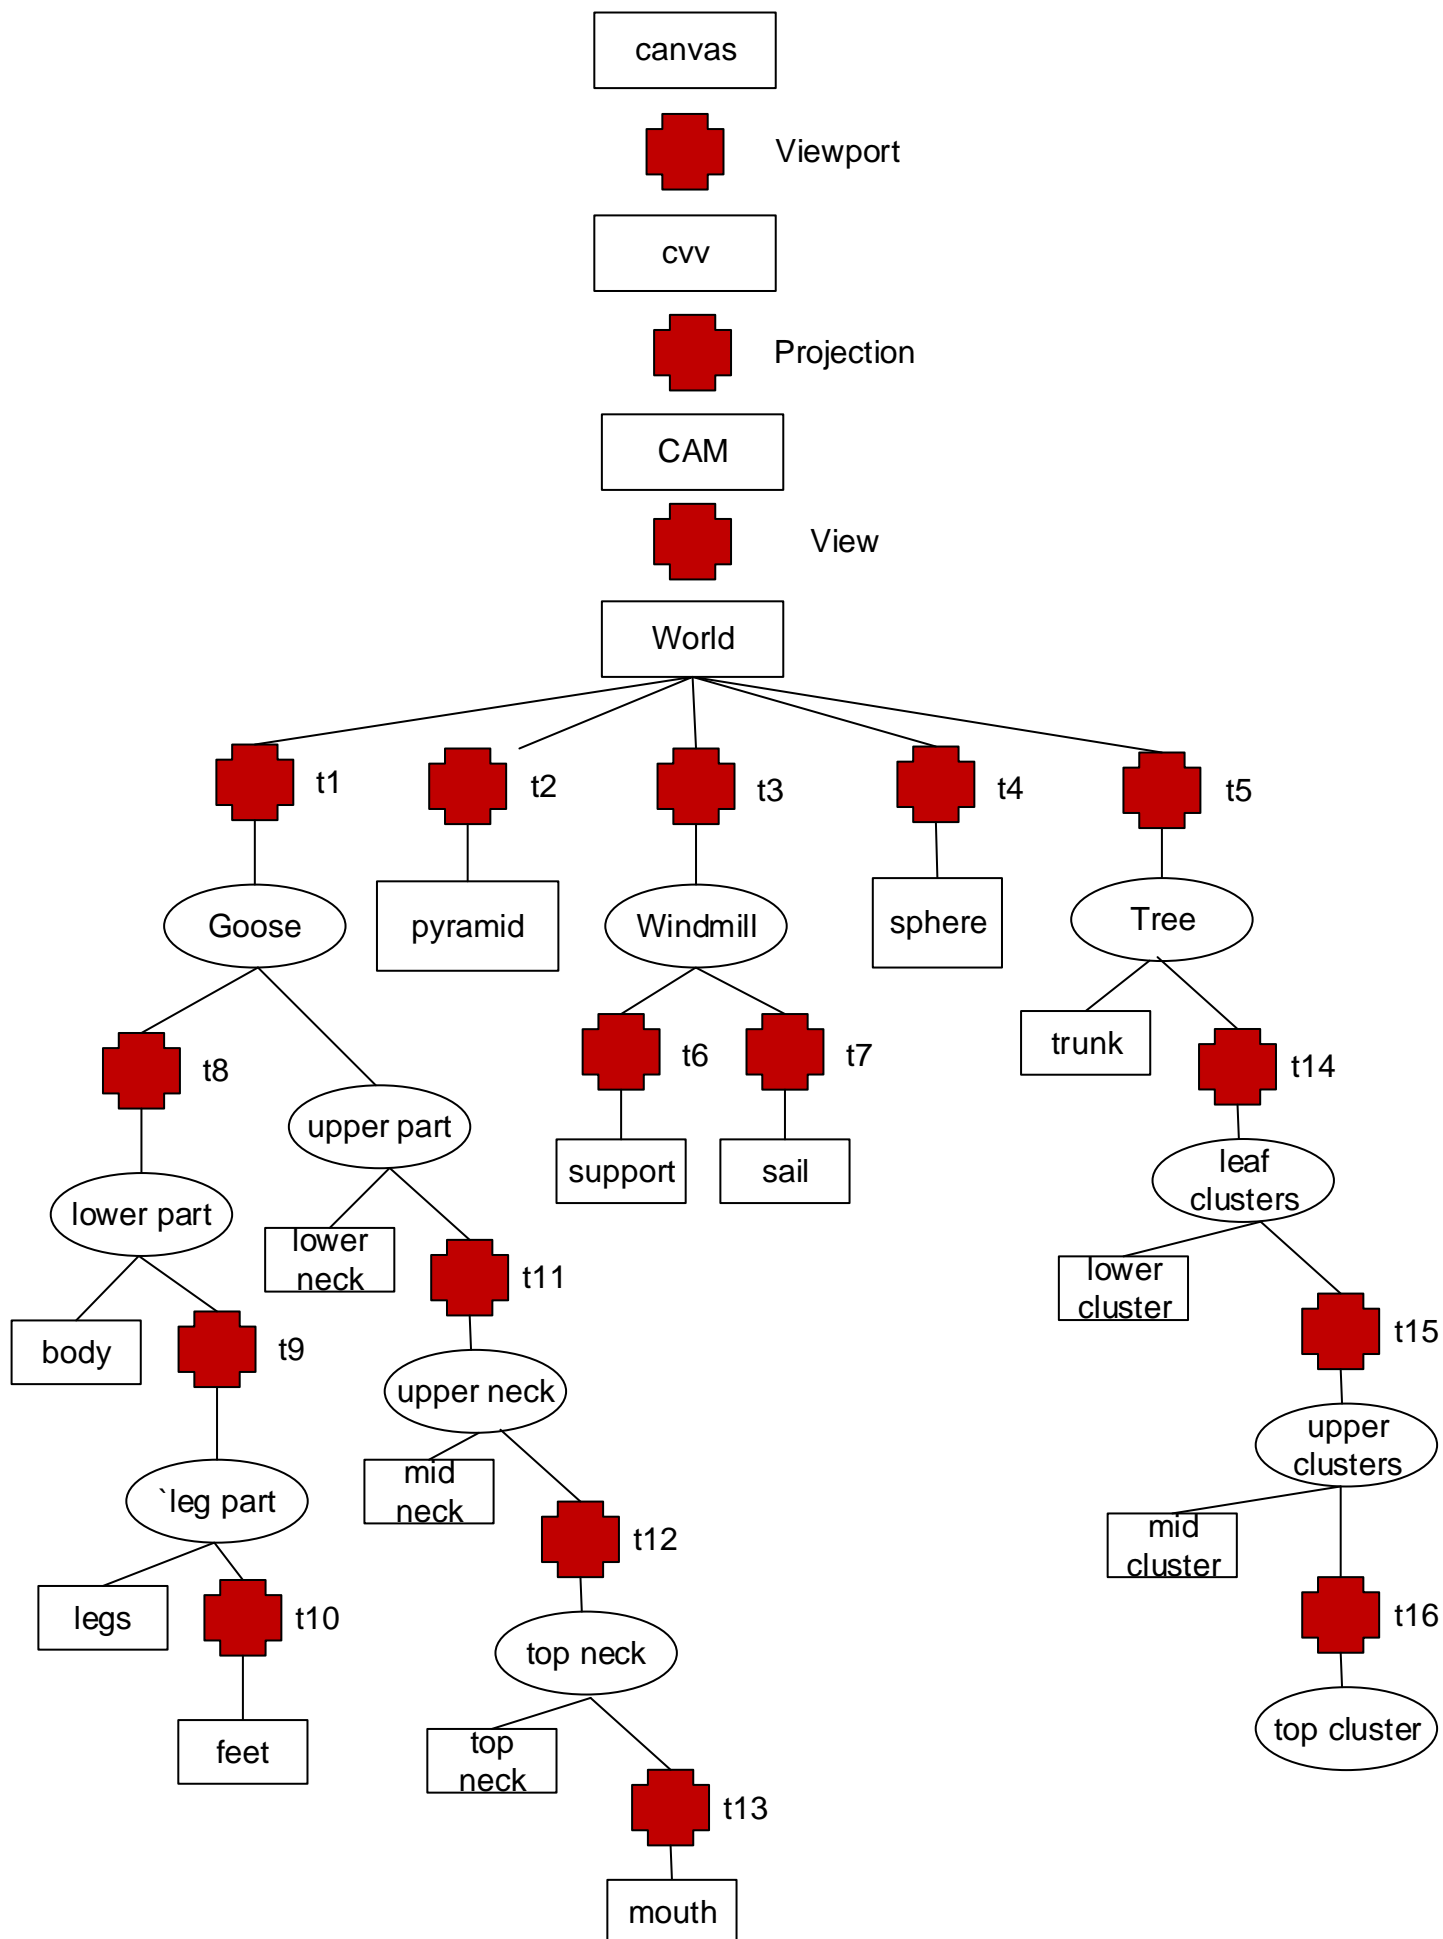 canvas
Viewport
cvv
Projection
CAM
View
World
t1
t2
t3
t4
t5
Goose
pyramid
Windmill
sphere
Tree
t8
t6
t7
trunk
t14
upper part
support
sail
leaf
clusters
lower part
lower
neck
t11
lower
cluster
body
t9
t15
upper neck
upper
clusters
`leg part
mid
neck
t12
mid
cluster
legs
t10
t16
top neck
feet
top
neck
top cluster
t13
mouth